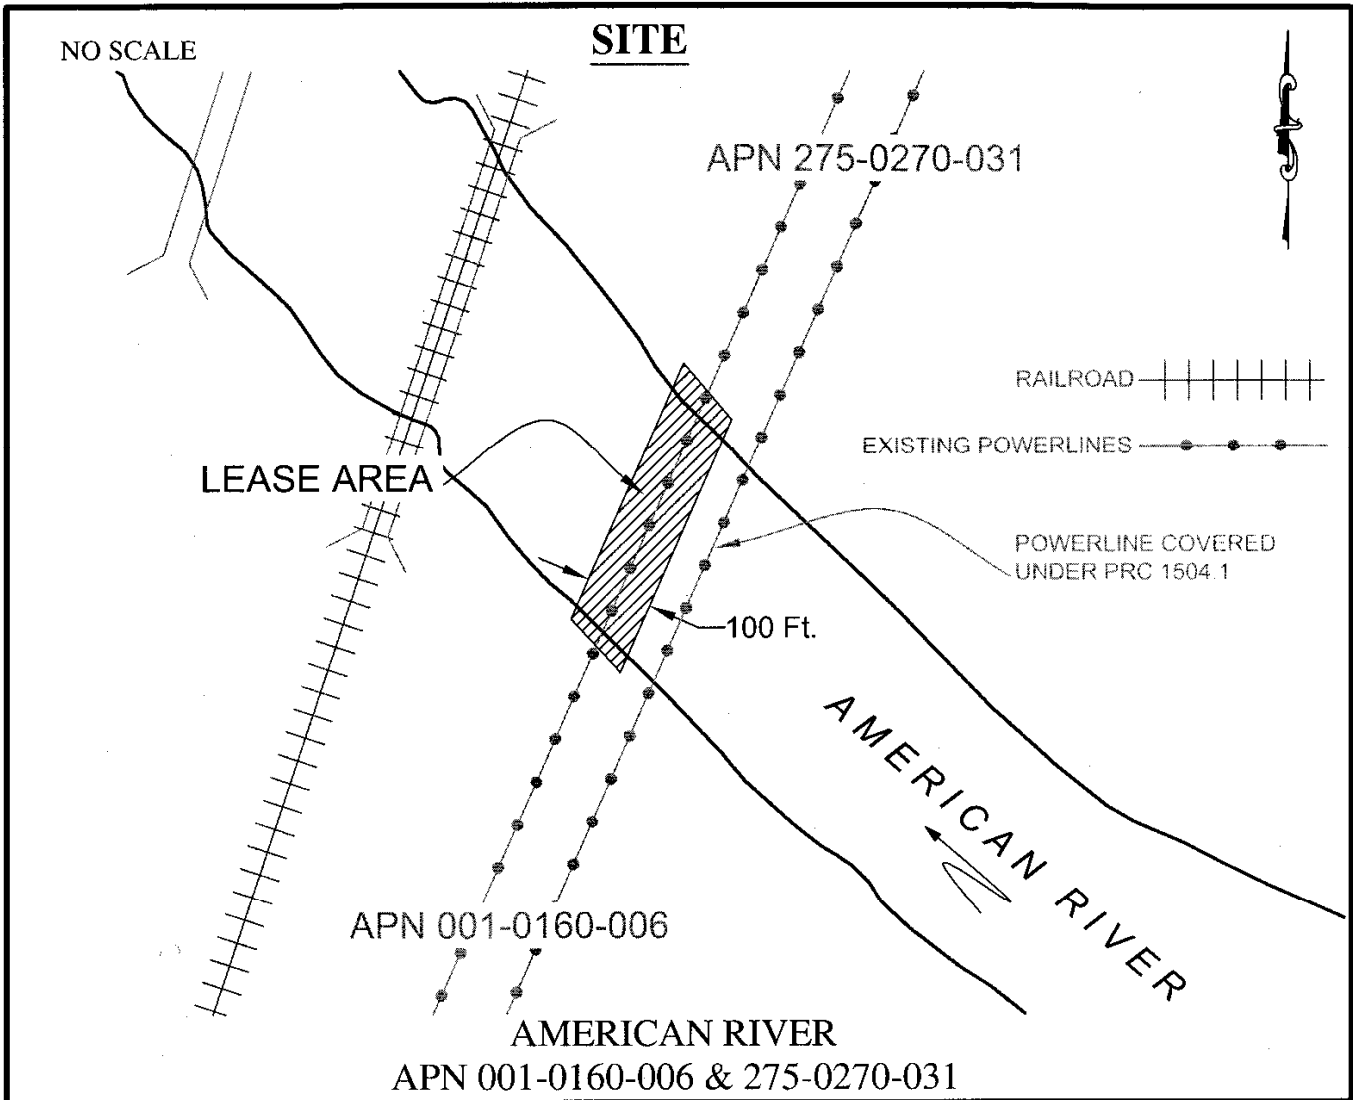 SITE
NO SCALE
APN 275-0270-031
RAILROAD
EXISTING POWERLINES
LEASE AREA
POWERLINE COVERED
UNDER PRC 1504.1
100 Ft.
AMERICAN RIVER
APN 001-0160-006
AMERICAN RIVER
APN 001-0160-006 & 275-0270-031